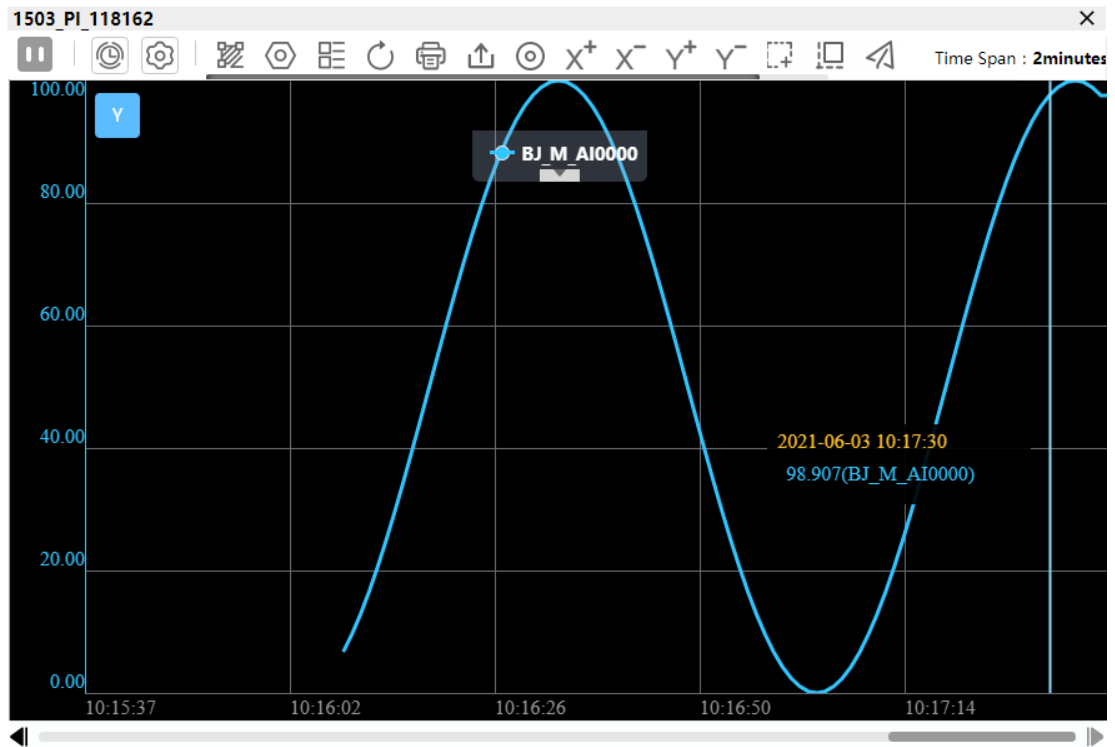 1503_PI_118162
X+ X- Y+ Y- Time Span : 2minutes
100.00
Y
BJ_M_AI0000
80.00
60.00
40.00
2021-06-03 10:17:30
98.907(BJ_M_AI0000)
20.00
0.00
10:15:37 10:16:02 10:16:26 10:16:50 10:17:14